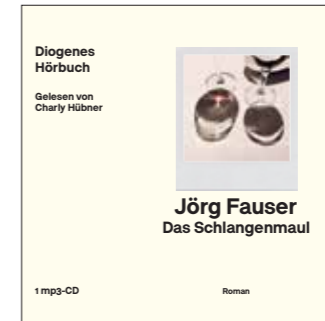 Diogenes
Hörbuch
Gelesen von
Charly Hübner
Jörg Fauser
Das Schlangenmaul
1 mp3-CD
Roman